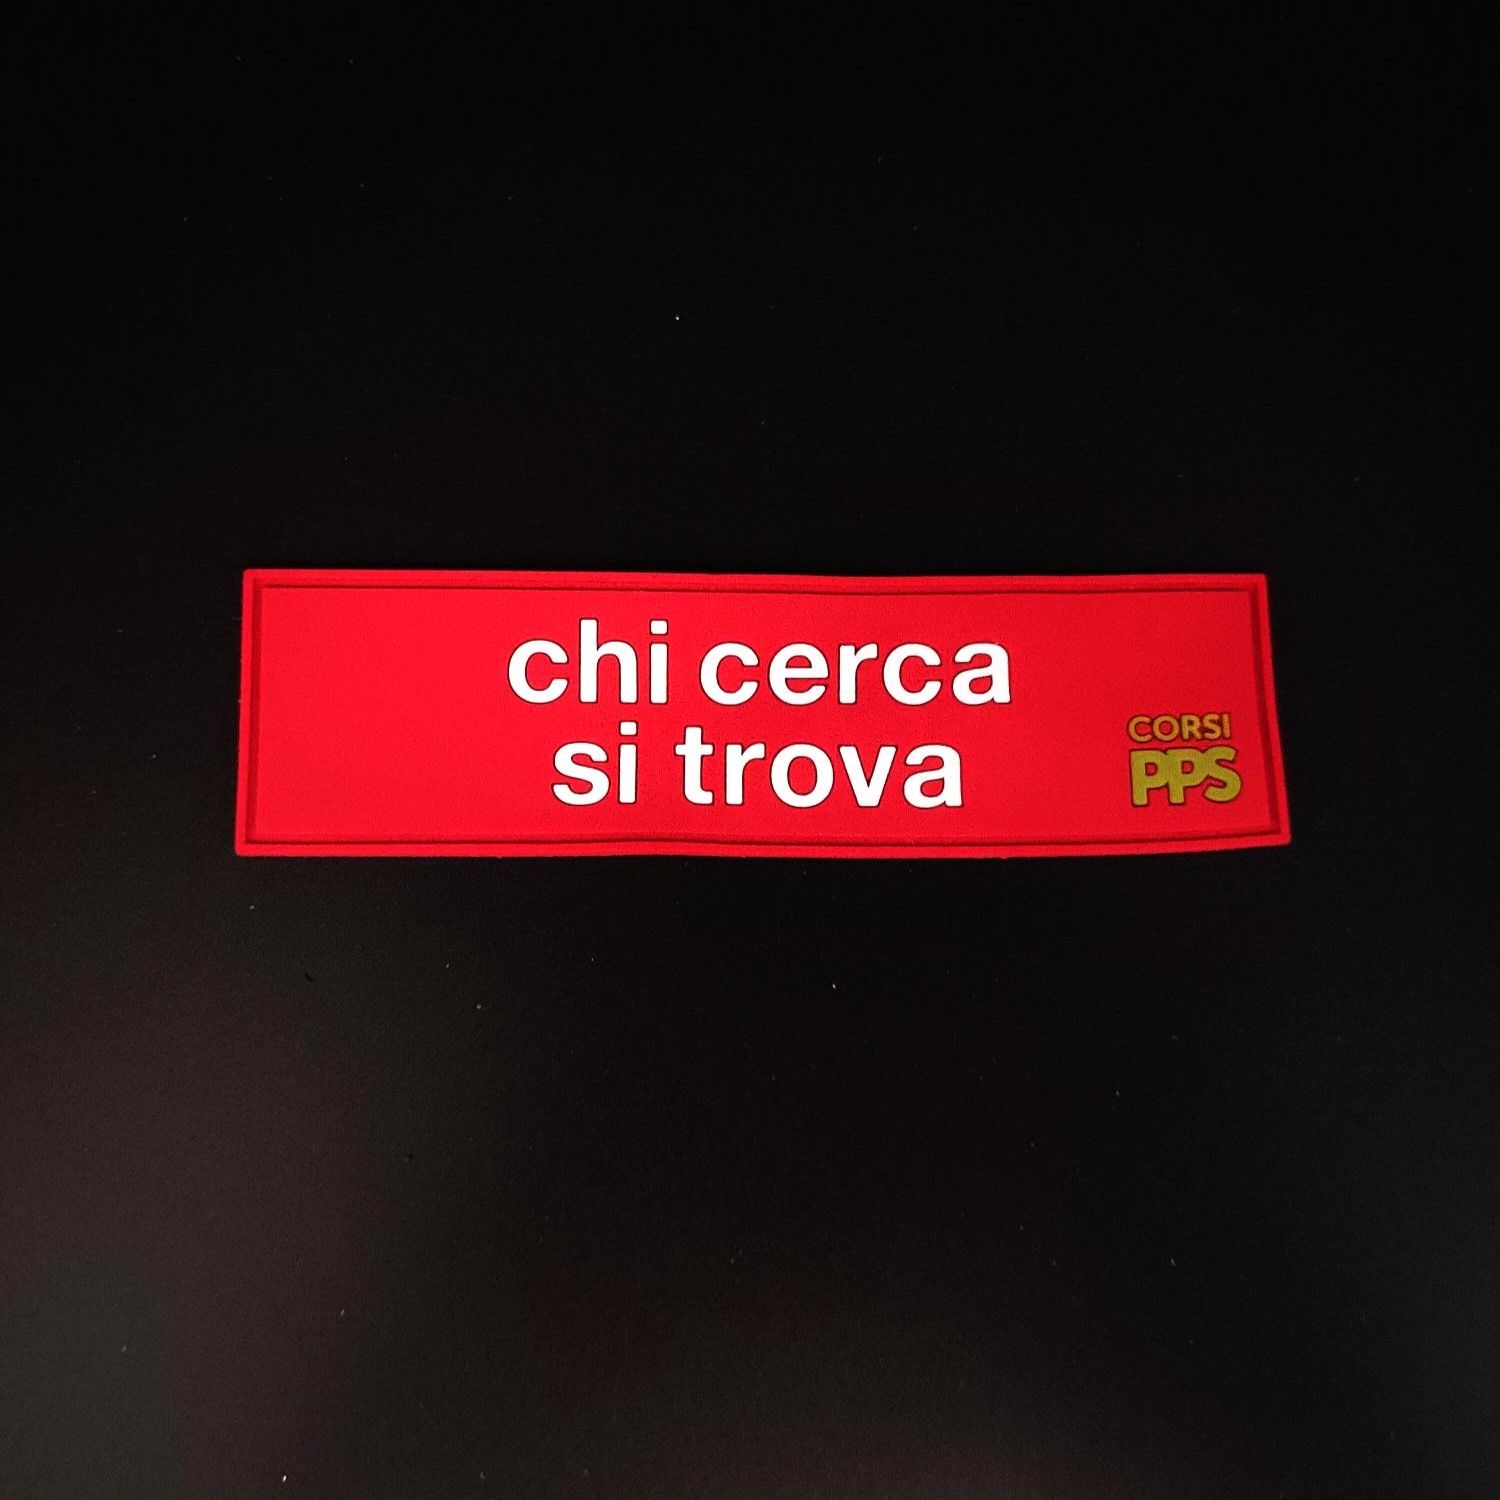 chi cerca
si trova
CORSI
PPS